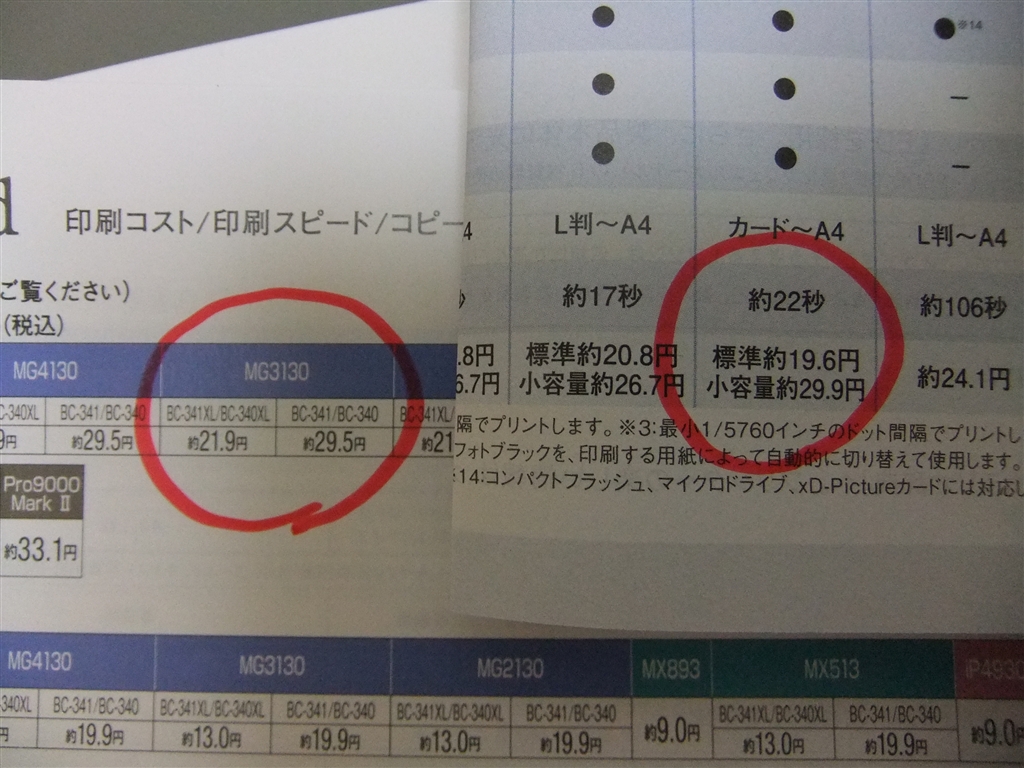 印刷コスト/印刷スピード/コピー
ご覧ください)
(税込)
MG4130 MG3130
C-340XL BC-341/BC-340 BC-341XL/BC-340XL BC-341/BC-340 BC-341XL/
9円 約29.5円 約21.9円 約29.5円 約21
Pro9000
Mark II
約33.1円
● ● ●※14
● ● –
● ● –
4 L判～A4 カード～A4 L判～A4
約17秒 約22秒 約106秒
.8円 標準約20.8円 標準約19.6円
6.7円 小容量約26.7円 小容量約29.9円 約24.1円
隔でプリントします。※3:最小1/5760インチのドット間隔でプリントし
フォトブラックを、印刷する用紙によって自動的に切り替えて使用します。
※14:コンパクトフラッシュ、マイクロドライブ、xD-Pictureカードには対応し
MG4130 MG3130 MG2130 MX893 MX513 iP4930
-340XL BC-341/BC-340 BC-341XL/BC-340XL BC-341/BC-340 BC-341XL/BC-340XL BC-341/BC-340 約9.0円 BC-341XL/BC-340XL BC-341/BC-340 約9.0円
円 約19.9円 約13.0円 約19.9円 約13.0円 約19.9円 約13.0円 約19.9円